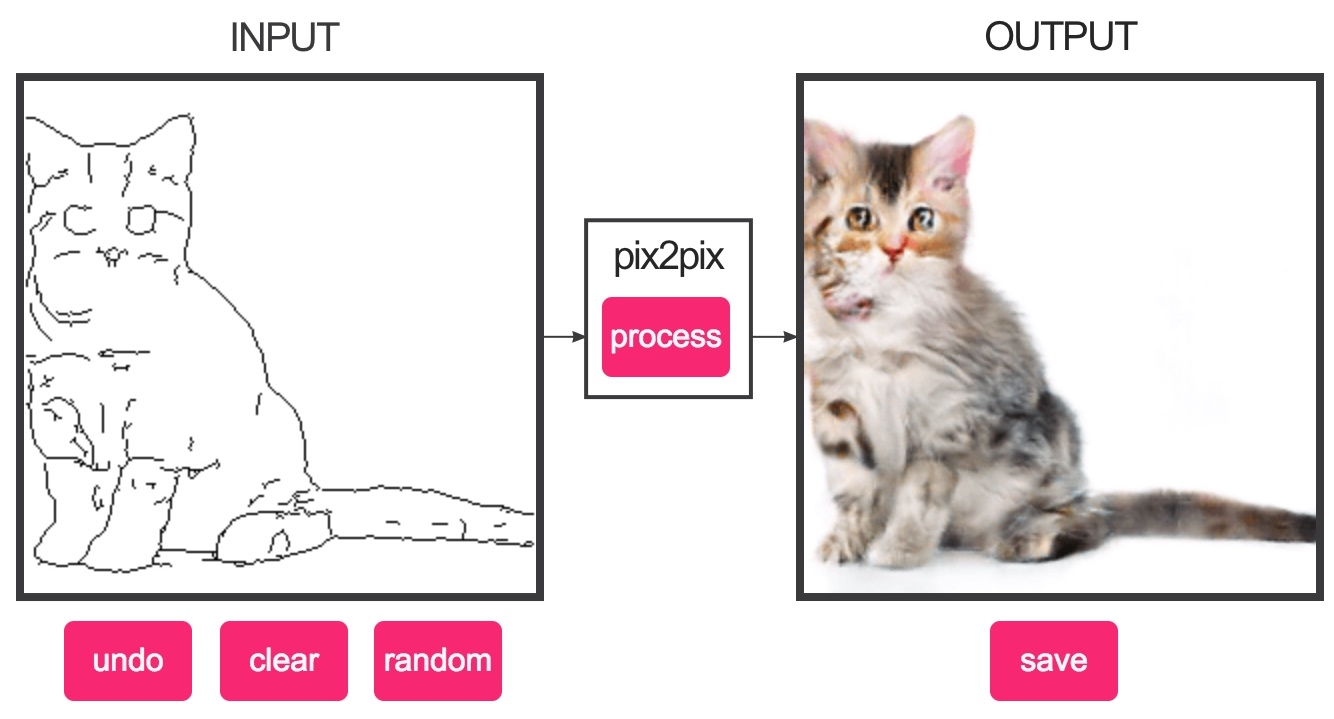 INPUT
OUTPUT
pix2pix
process
undo
clear
random
save